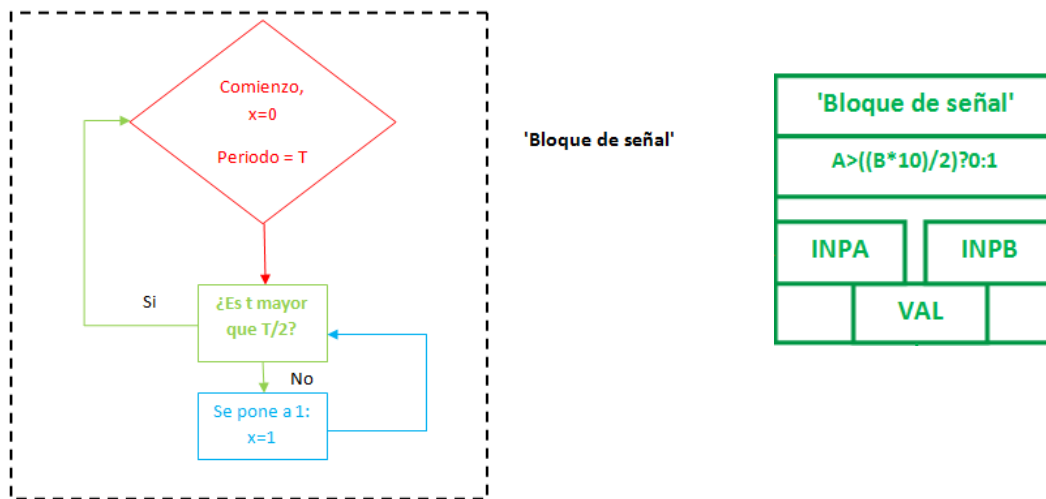 Comienzo,
x=0
Periodo = T
Si
¿Es t mayor
que T/2?
No
Se pone a 1:
x=1
'Bloque de señal'
'Bloque de señal'
A>((B*10)/2)?0:1
INPA
INPB
VAL